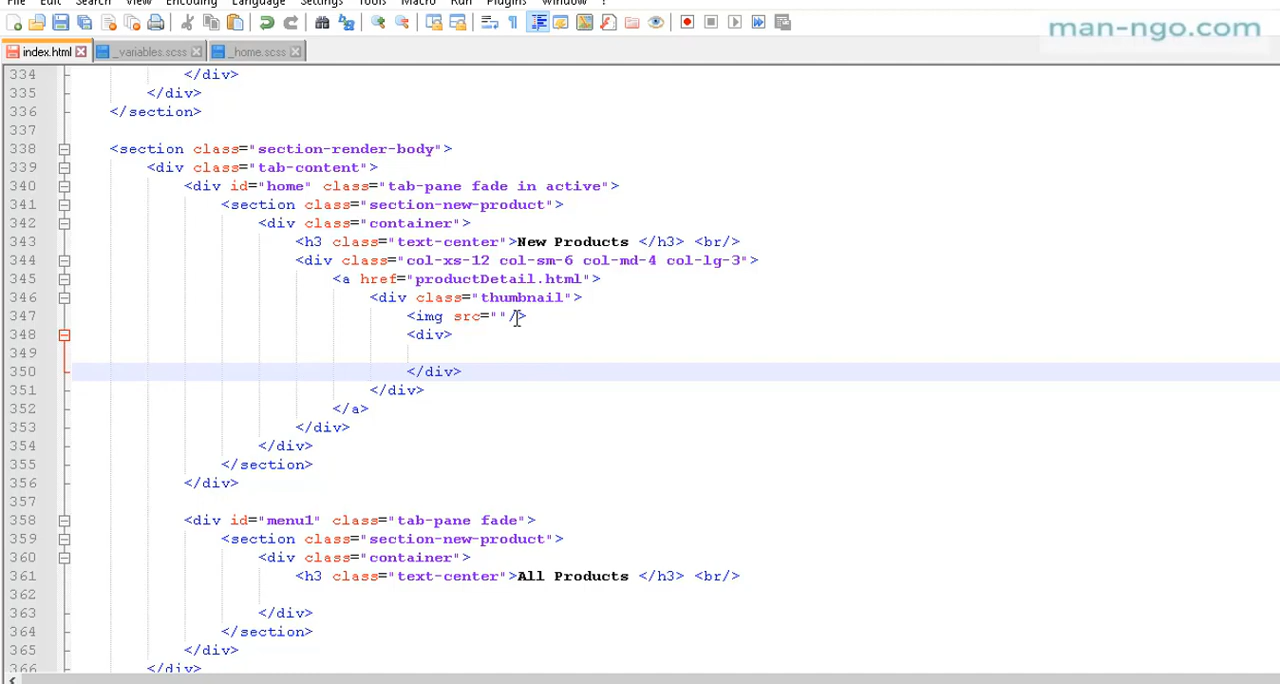 File Edit Search View Encoding Language Settings Tools Macro Run Plugins Window ?
man-ngo.com
index.html _variables.scss _home.scss
334 </div>
335 </div>
336 </section>
337
338 <section class="section-render-body">
339 <div class="tab-content">
340 <div id="home" class="tab-pane fade in active">
341 <section class="section-new-product">
342 <div class="container">
343 <h3 class="text-center">New Products </h3> <br/>
344 <div class="col-xs-12 col-sm-6 col-md-4 col-lg-3">
345 <a href="productDetail.html">
346 <div class="thumbnail">
347 <img src=""/>
348 <div>
349
350 </div>
351 </div>
352 </a>
353 </div>
354 </div>
355 </section>
356 </div>
357
358 <div id="menu1" class="tab-pane fade">
359 <section class="section-new-product">
360 <div class="container">
361 <h3 class="text-center">All Products </h3> <br/>
362
363 </div>
364 </section>
365 </div>
366 </div>